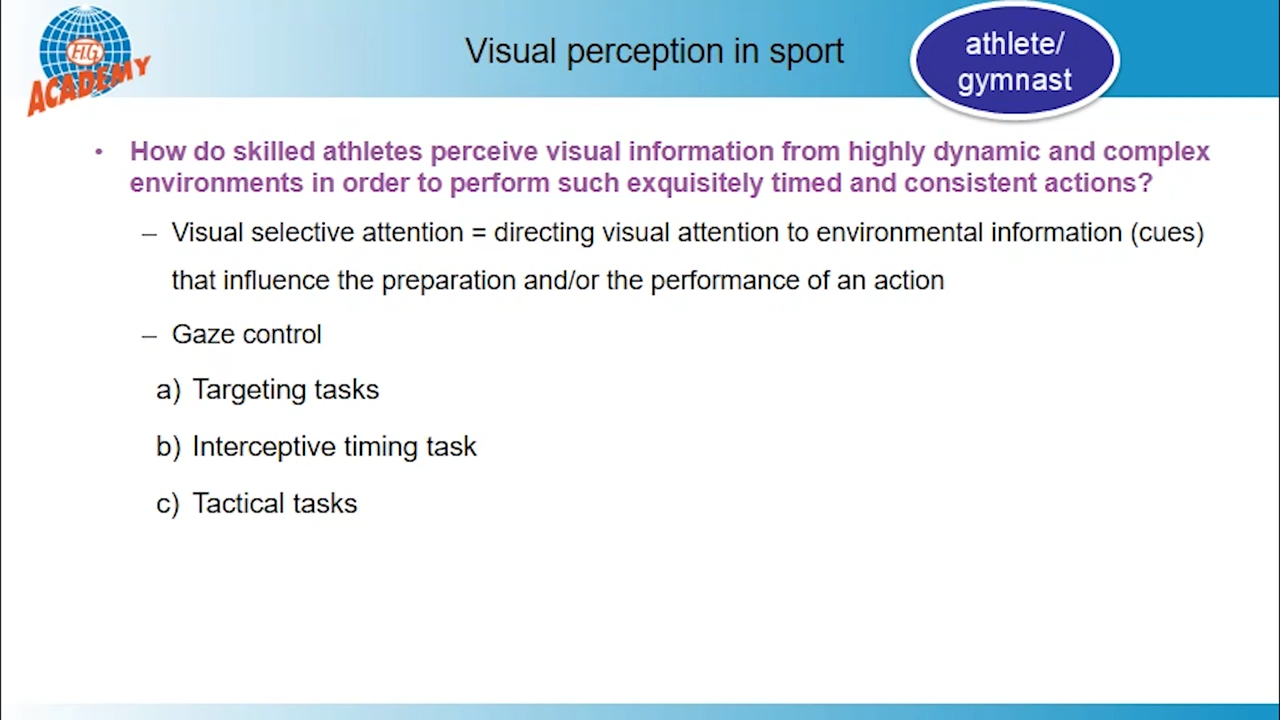 F.I.G.
ACADEMY
Visual perception in sport
athlete/
gymnast
• How do skilled athletes perceive visual information from highly dynamic and complex
environments in order to perform such exquisitely timed and consistent actions?
– Visual selective attention = directing visual attention to environmental information (cues)
that influence the preparation and/or the performance of an action
– Gaze control
a) Targeting tasks
b) Interceptive timing task
c) Tactical tasks